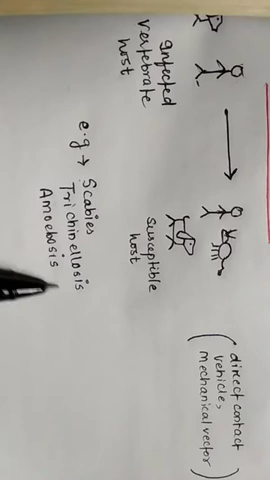 Infected
vertebrate
host
Susceptible
host
(direct contact
vehicle,
Mechanical vector)
e.g → Scabies
Trichinellosis
Amoebosis